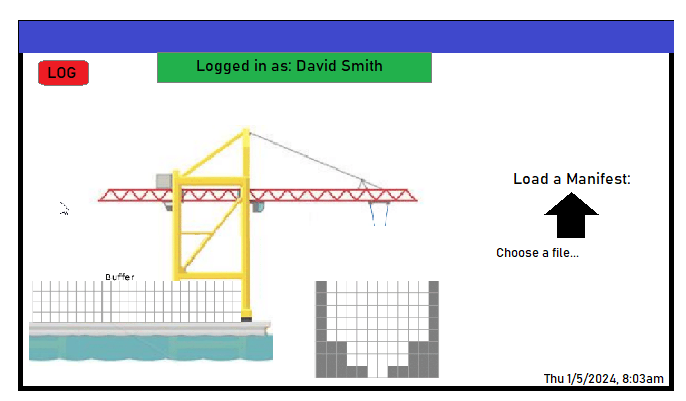 Logged in as: David Smith
LOG
Load a Manifest:
Choose a file...
Buffer
Thu 1/5/2024, 8:03am